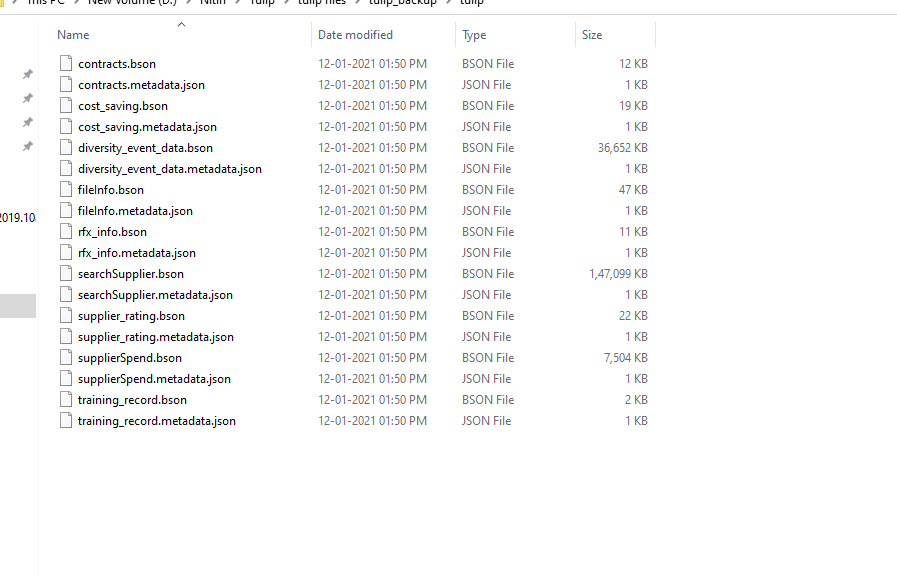 This PC > New Volume (D:) > Nitin > Tulip > tulip files > tulip_backup > tulip
Name Date modified Type Size
contracts.bson 12-01-2021 01:50 PM BSON File 12 KB
contracts.metadata.json 12-01-2021 01:50 PM JSON File 1 KB
cost_saving.bson 12-01-2021 01:50 PM BSON File 19 KB
cost_saving.metadata.json 12-01-2021 01:50 PM JSON File 1 KB
diversity_event_data.bson 12-01-2021 01:50 PM BSON File 36,652 KB
diversity_event_data.metadata.json 12-01-2021 01:50 PM JSON File 1 KB
fileInfo.bson 12-01-2021 01:50 PM BSON File 47 KB
fileInfo.metadata.json 12-01-2021 01:50 PM JSON File 1 KB
2019.10
rfx_info.bson 12-01-2021 01:50 PM BSON File 11 KB
rfx_info.metadata.json 12-01-2021 01:50 PM JSON File 1 KB
searchSupplier.bson 12-01-2021 01:50 PM BSON File 1,47,099 KB
searchSupplier.metadata.json 12-01-2021 01:50 PM JSON File 1 KB
supplier_rating.bson 12-01-2021 01:50 PM BSON File 22 KB
supplier_rating.metadata.json 12-01-2021 01:50 PM JSON File 1 KB
supplierSpend.bson 12-01-2021 01:50 PM BSON File 7,504 KB
supplierSpend.metadata.json 12-01-2021 01:50 PM JSON File 1 KB
training_record.bson 12-01-2021 01:50 PM BSON File 2 KB
training_record.metadata.json 12-01-2021 01:50 PM JSON File 1 KB